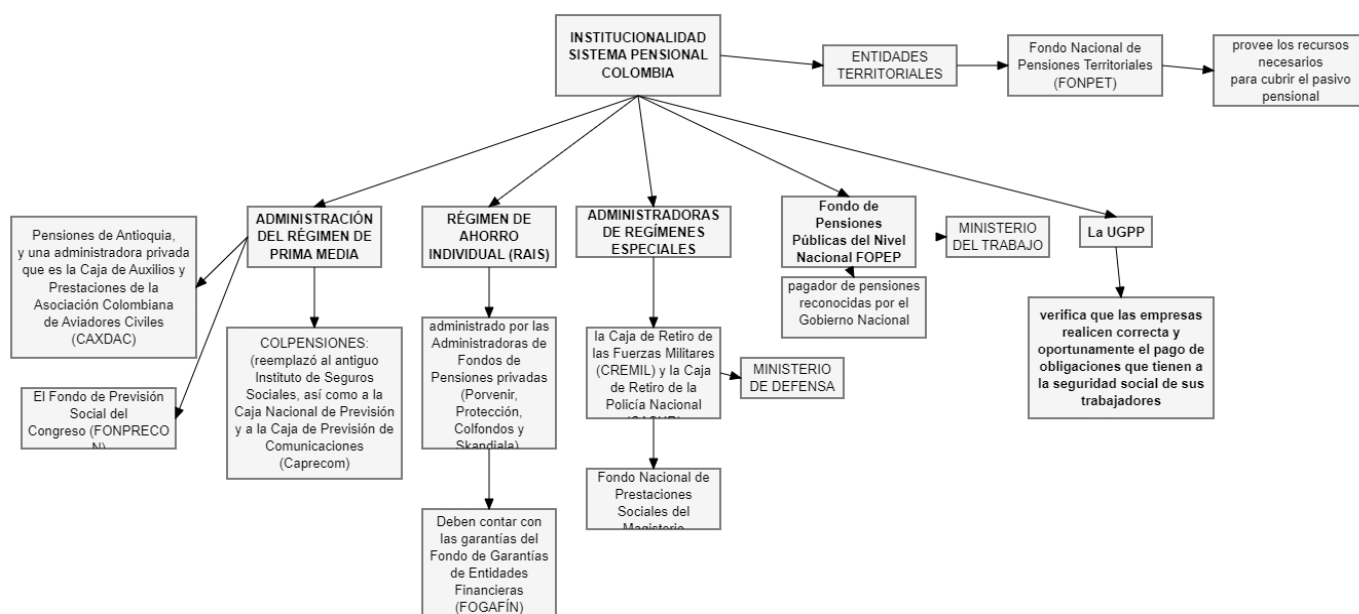 INSTITUCIONALIDAD
SISTEMA PENSIONAL
COLOMBIA
ENTIDADES
TERRITORIALES
Fondo Nacional de
Pensiones Territoriales
(FONPET)
provee los recursos
necesarios
para cubrir el pasivo
pensional
Pensiones de Antioquia,
y una administradora privada
que es la Caja de Auxilios y
Prestaciones de la
Asociación Colombiana
de Aviadores Civiles
(CAXDAC)
El Fondo de Previsión
Social del
Congreso (FONPRECO
N)
ADMINISTRACIÓN
DEL RÉGIMEN DE
PRIMA MEDIA
COLPENSIONES:
(reemplazó al antiguo
Instituto de Seguros
Sociales, así como a la
Caja Nacional de Previsión
y a la Caja de Previsión de
Comunicaciones
(Caprecom)
RÉGIMEN DE
AHORRO
INDIVIDUAL (RAIS)
administrado por las
Administradoras de
Fondos de
Pensiones privadas
(Porvenir,
Protección,
Colfondos y
Skandiala)
Deben contar con
las garantías del
Fondo de Garantías
de Entidades
Financieras
(FOGAFÍN)
ADMINISTRADORAS
DE REGÍMENES
ESPECIALES
la Caja de Retiro de
las Fuerzas Militares
(CREMIL) y la Caja
de Retiro de la
Policía Nacional
MINISTERIO
DE DEFENSA
Fondo Nacional de
Prestaciones
Sociales del
Magisterio
Fondo de
Pensiones
Públicas del Nivel
Nacional FOPEP
MINISTERIO
DEL TRABAJO
pagador de pensiones
reconocidas por el
Gobierno Nacional
La UGPP
verifica que las empresas
realicen correcta y
oportunamente el pago de
obligaciones que tienen a
la seguridad social de sus
trabajadores